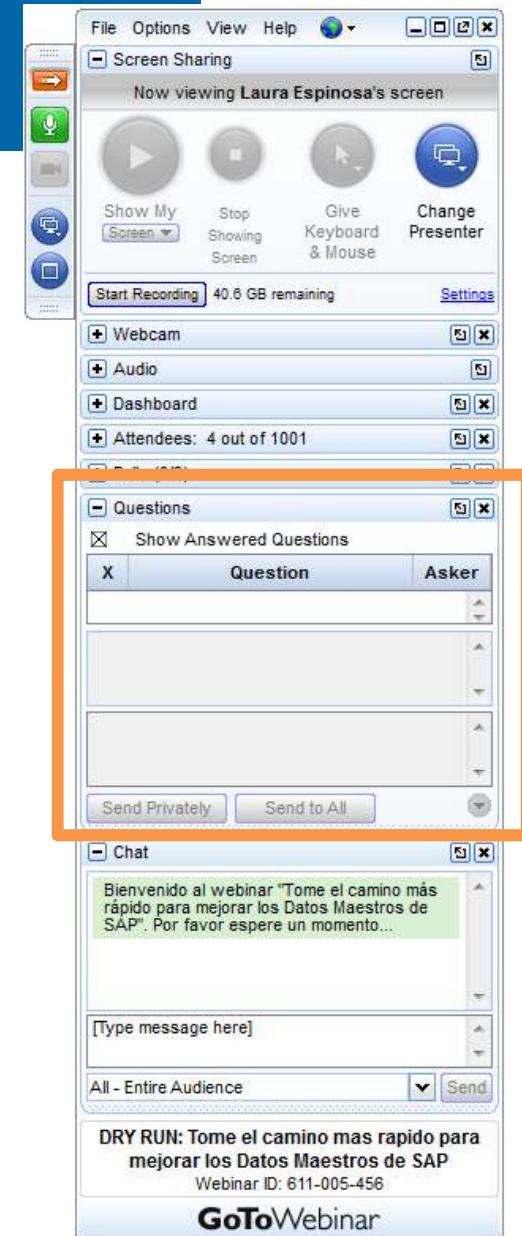 File Options View Help
Screen Sharing
Now viewing Laura Espinosa's screen
Show My
Screen
Stop
Showing
Screen
Give
Keyboard
& Mouse
Change
Presenter
Start Recording 40.6 GB remaining Settings
Webcam
Audio
Dashboard
Attendees: 4 out of 1001
Questions
Show Answered Questions
X Question Asker
Send Privately Send to All
Chat
Bienvenido al webinar "Tome el camino más
rápido para mejorar los Datos Maestros de
SAP". Por favor espere un momento...
[Type message here]
All - Entire Audience Send
DRY RUN: Tome el camino mas rapido para
mejorar los Datos Maestros de SAP
Webinar ID: 611-005-456
GoToWebinar